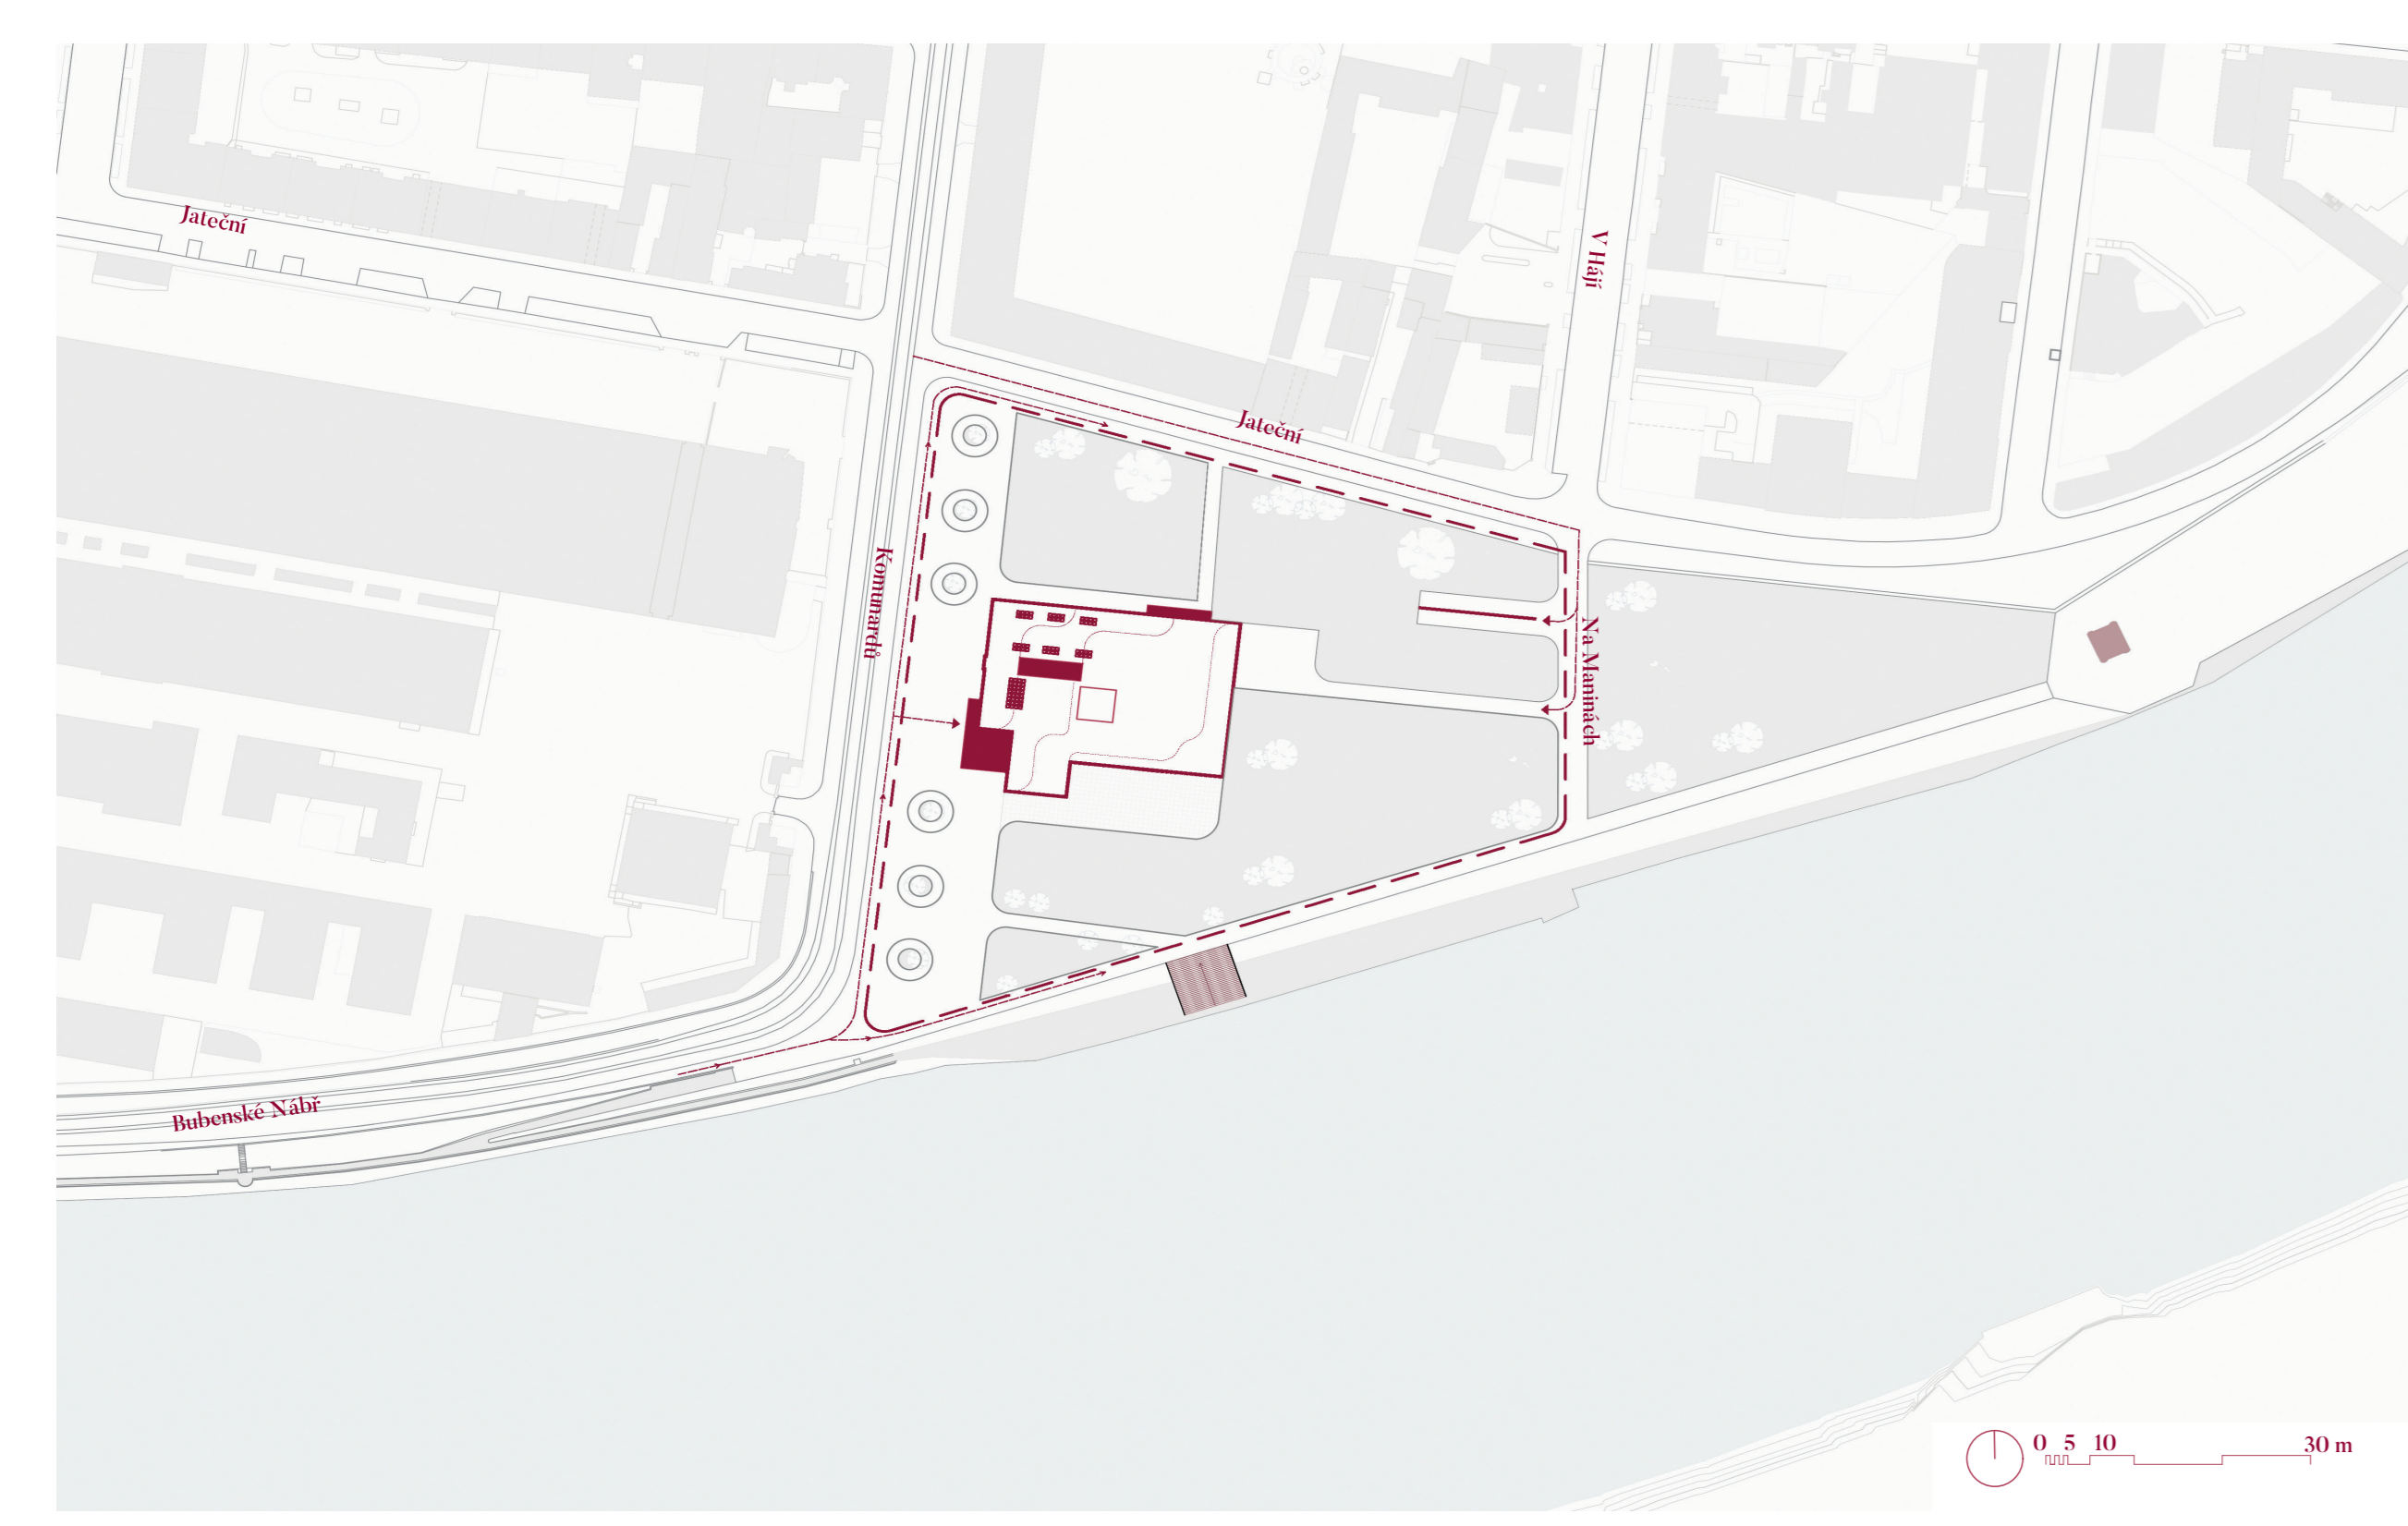 Jateční
V Háji
Jateční
Komunardů
Na Maninách
Bubenské Nábř
0 5 10 30 m